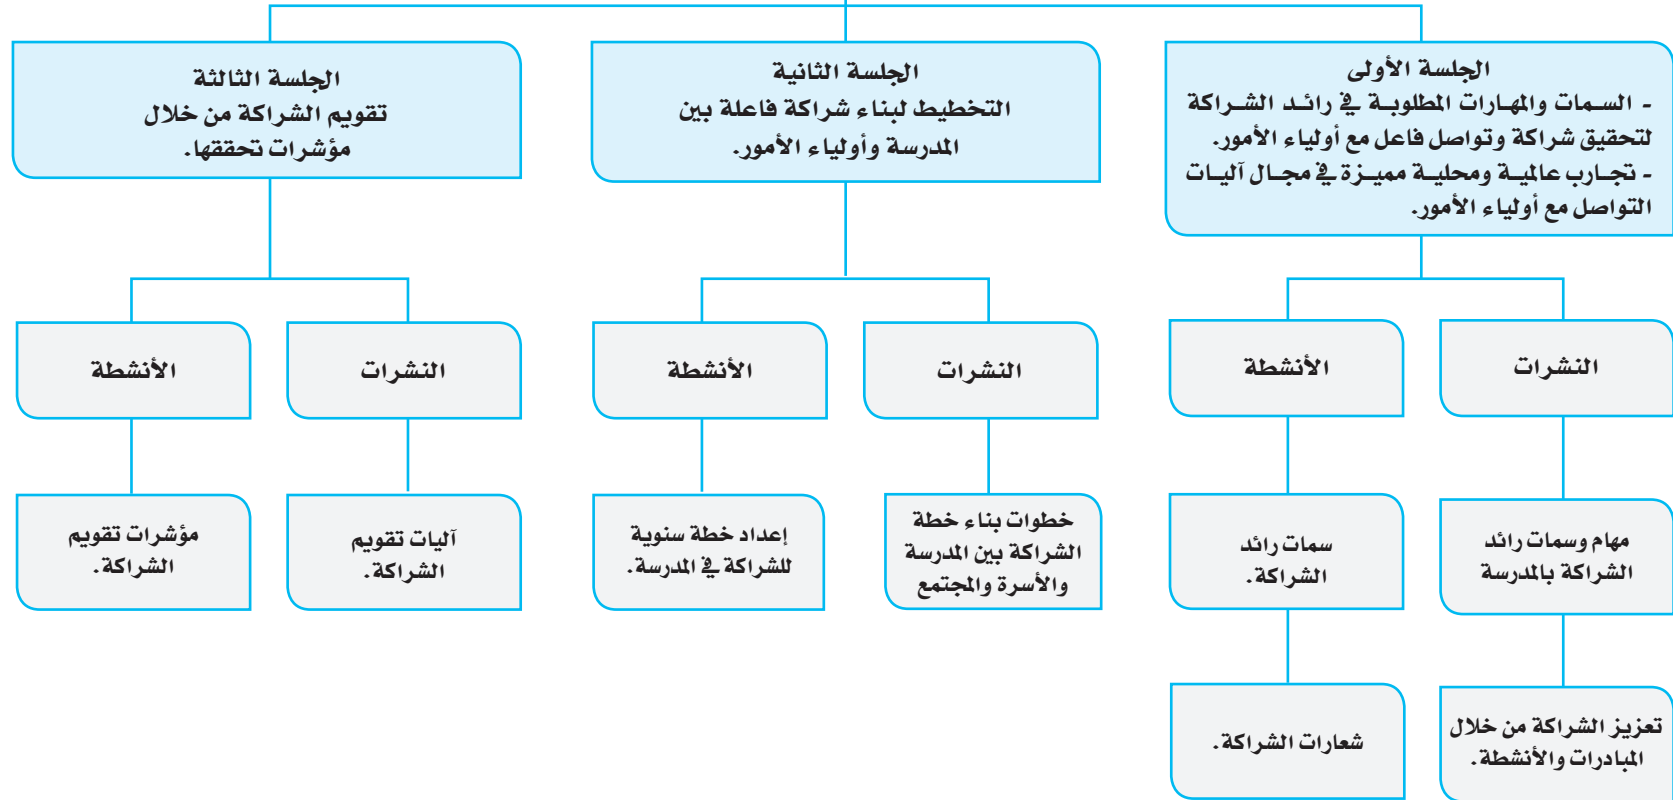 الجلسة الأولى
- السمات والمهارات المطلوبة في رائد الشراكة
لتحقيق شراكة وتواصل فاعل مع أولياء الأمور.
- تجارب عالمية ومحلية مميزة في مجال آليات
التواصل مع أولياء الأمور.
الجلسة الثانية
التخطيط لبناء شراكة فاعلة بين
المدرسة وأولياء الأمور.
الجلسة الثالثة
تقويم الشراكة من خلال
مؤشرات تحققها.
النشرات
الأنشطة
النشرات
الأنشطة
النشرات
الأنشطة
مهام وسمات رائد
الشراكة بالمدرسة
سمات رائد
الشراكة.
خطوات بناء خطة
الشراكة بين المدرسة
والأسرة والمجتمع
إعداد خطة سنوية
للشراكة في المدرسة.
آليات تقويم
الشراكة.
مؤشرات تقويم
الشراكة.
تعزيز الشراكة من خلال
المبادرات والأنشطة.
شعارات الشراكة.